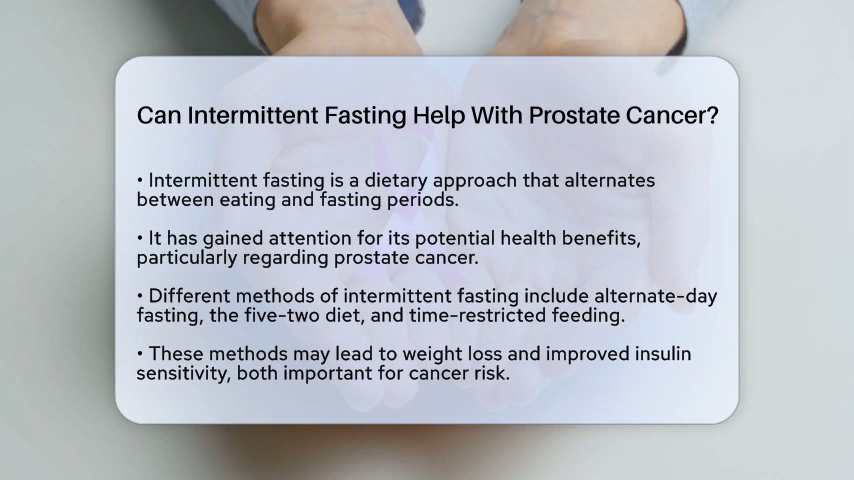 Can Intermittent Fasting Help With Prostate Cancer?
• Intermittent fasting is a dietary approach that alternates
between eating and fasting periods.
• It has gained attention for its potential health benefits,
particularly regarding prostate cancer.
• Different methods of intermittent fasting include alternate-day
fasting, the five-two diet, and time-restricted feeding.
• These methods may lead to weight loss and improved insulin
sensitivity, both important for cancer risk.